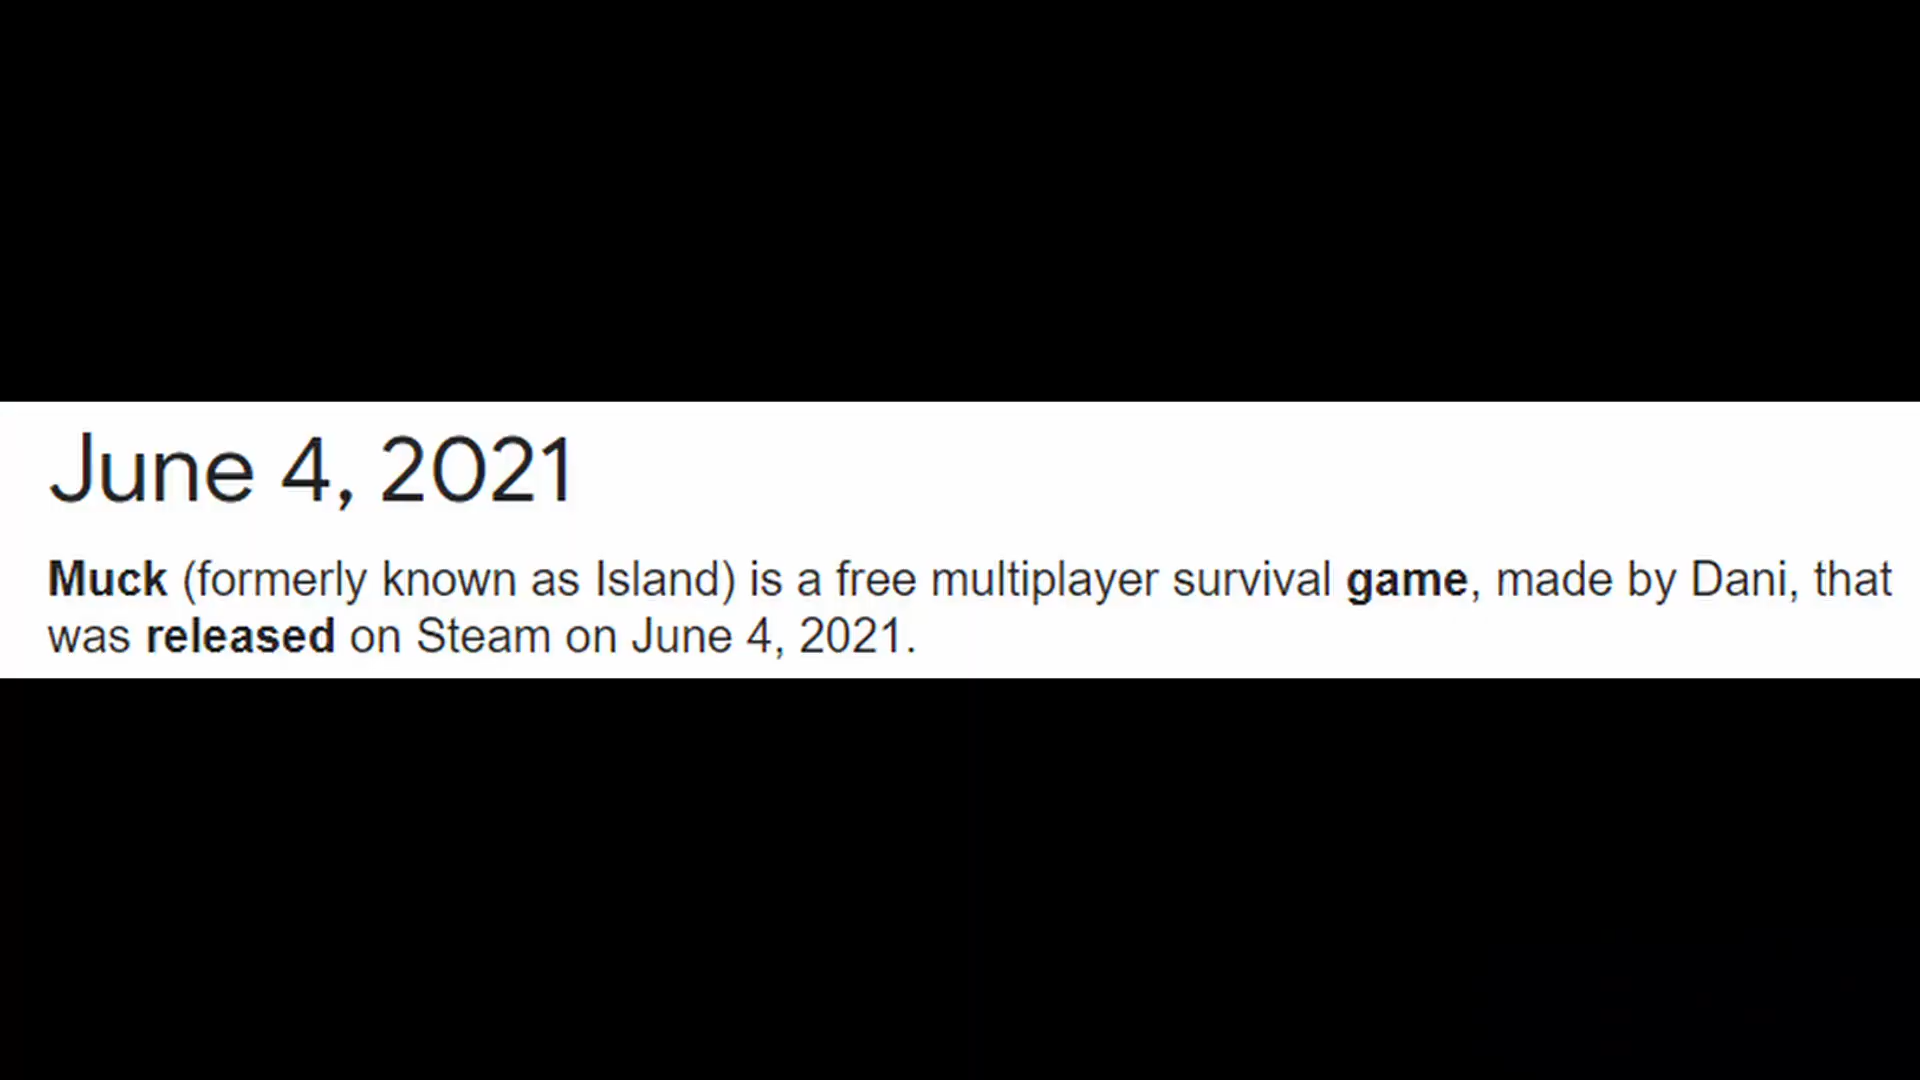 June 4, 2021
Muck (formerly known as Island) is a free multiplayer survival game, made by Dani, that
was released on Steam on June 4, 2021.